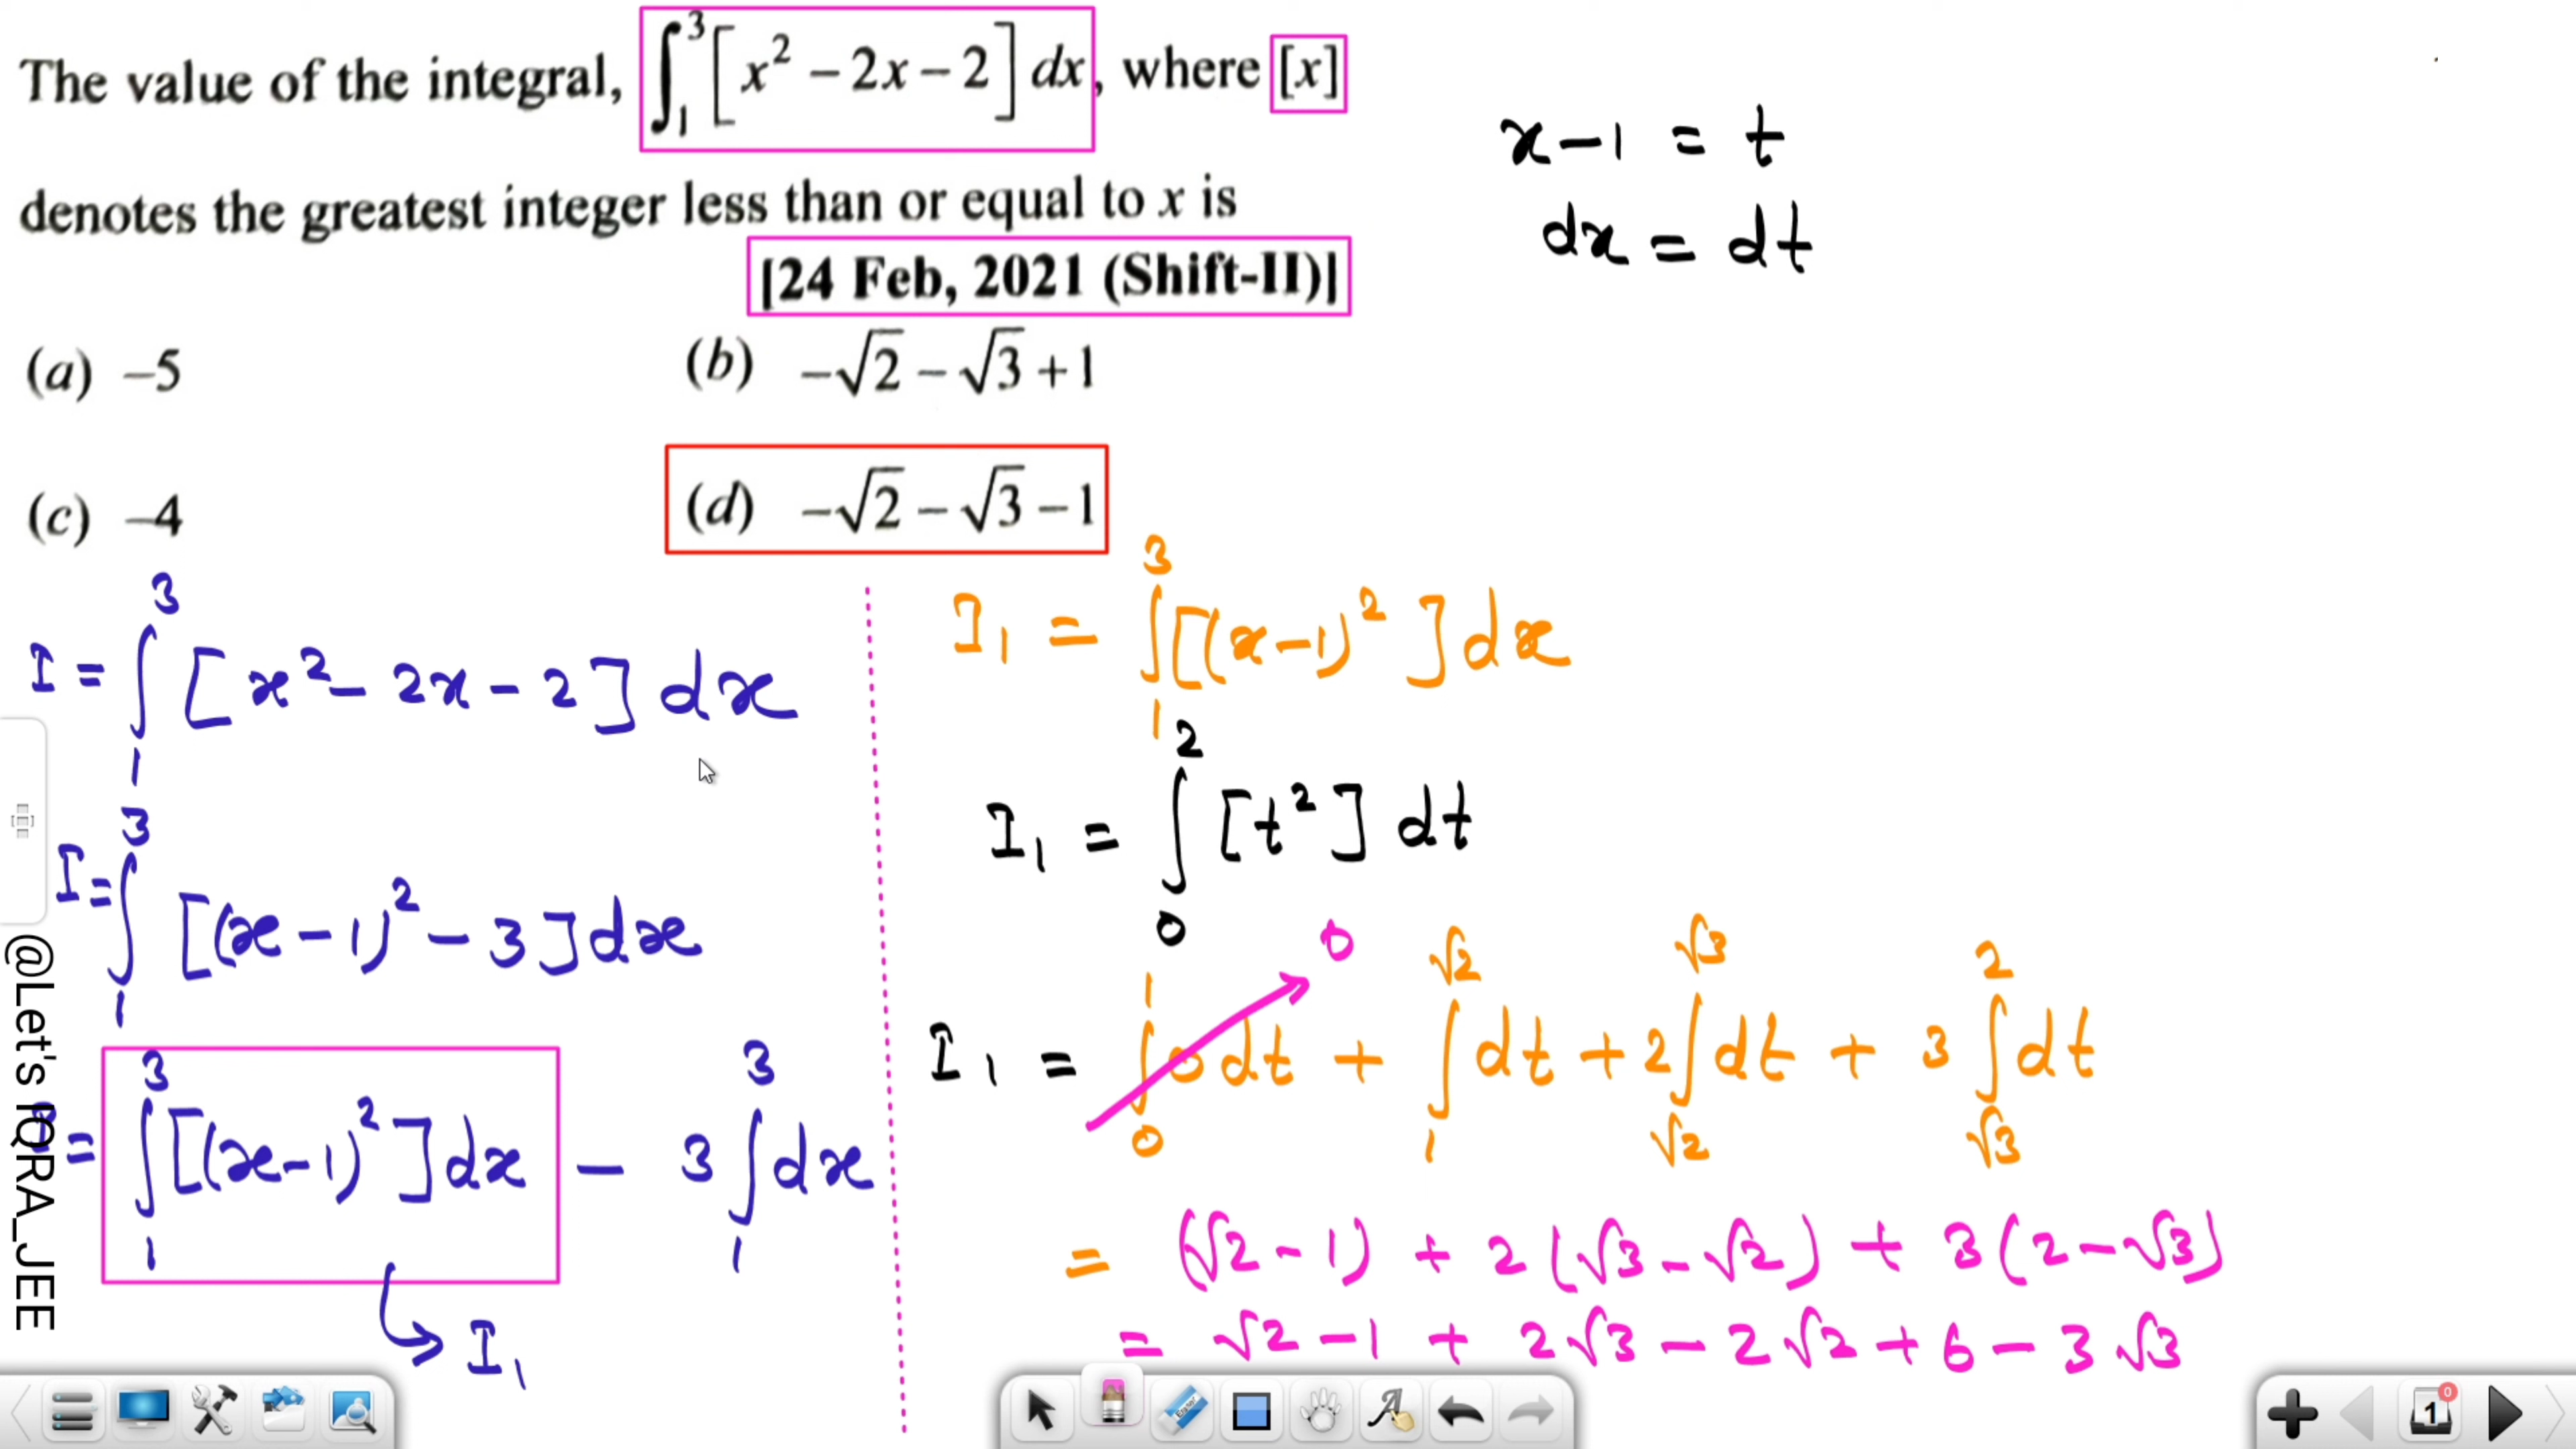 The value of the integral, ∫₁³ [x² – 2x – 2] dx, where [x]
denotes the greatest integer less than or equal to x is
[24 Feb, 2021 (Shift-II)]
(a) –5
(b) –√2 – √3 + 1
(c) –4
(d) –√2 – √3 – 1
x – 1 = t
dx = dt
I = ∫₁³ [x² – 2x – 2] dx
I = ∫₁³ [(x – 1)² – 3] dx
= ∫₁³ [(x – 1)²] dx – 3 ∫₁³ dx
I₁
I₁ = ∫₁³ [(x – 1)²] dx
I₁ = ∫₀² [t²] dt
0
I₁ = ∫₀¹ 0 dt + ∫₁^√2 dt + 2 ∫_√2^√3 dt + 3 ∫_√3² dt
= (√2 – 1) + 2(√3 – √2) + 3(2 – √3)
= √2 – 1 + 2√3 – 2√2 + 6 – 3√3
@Let's IQRA_JEE
Eraser
A
1
0